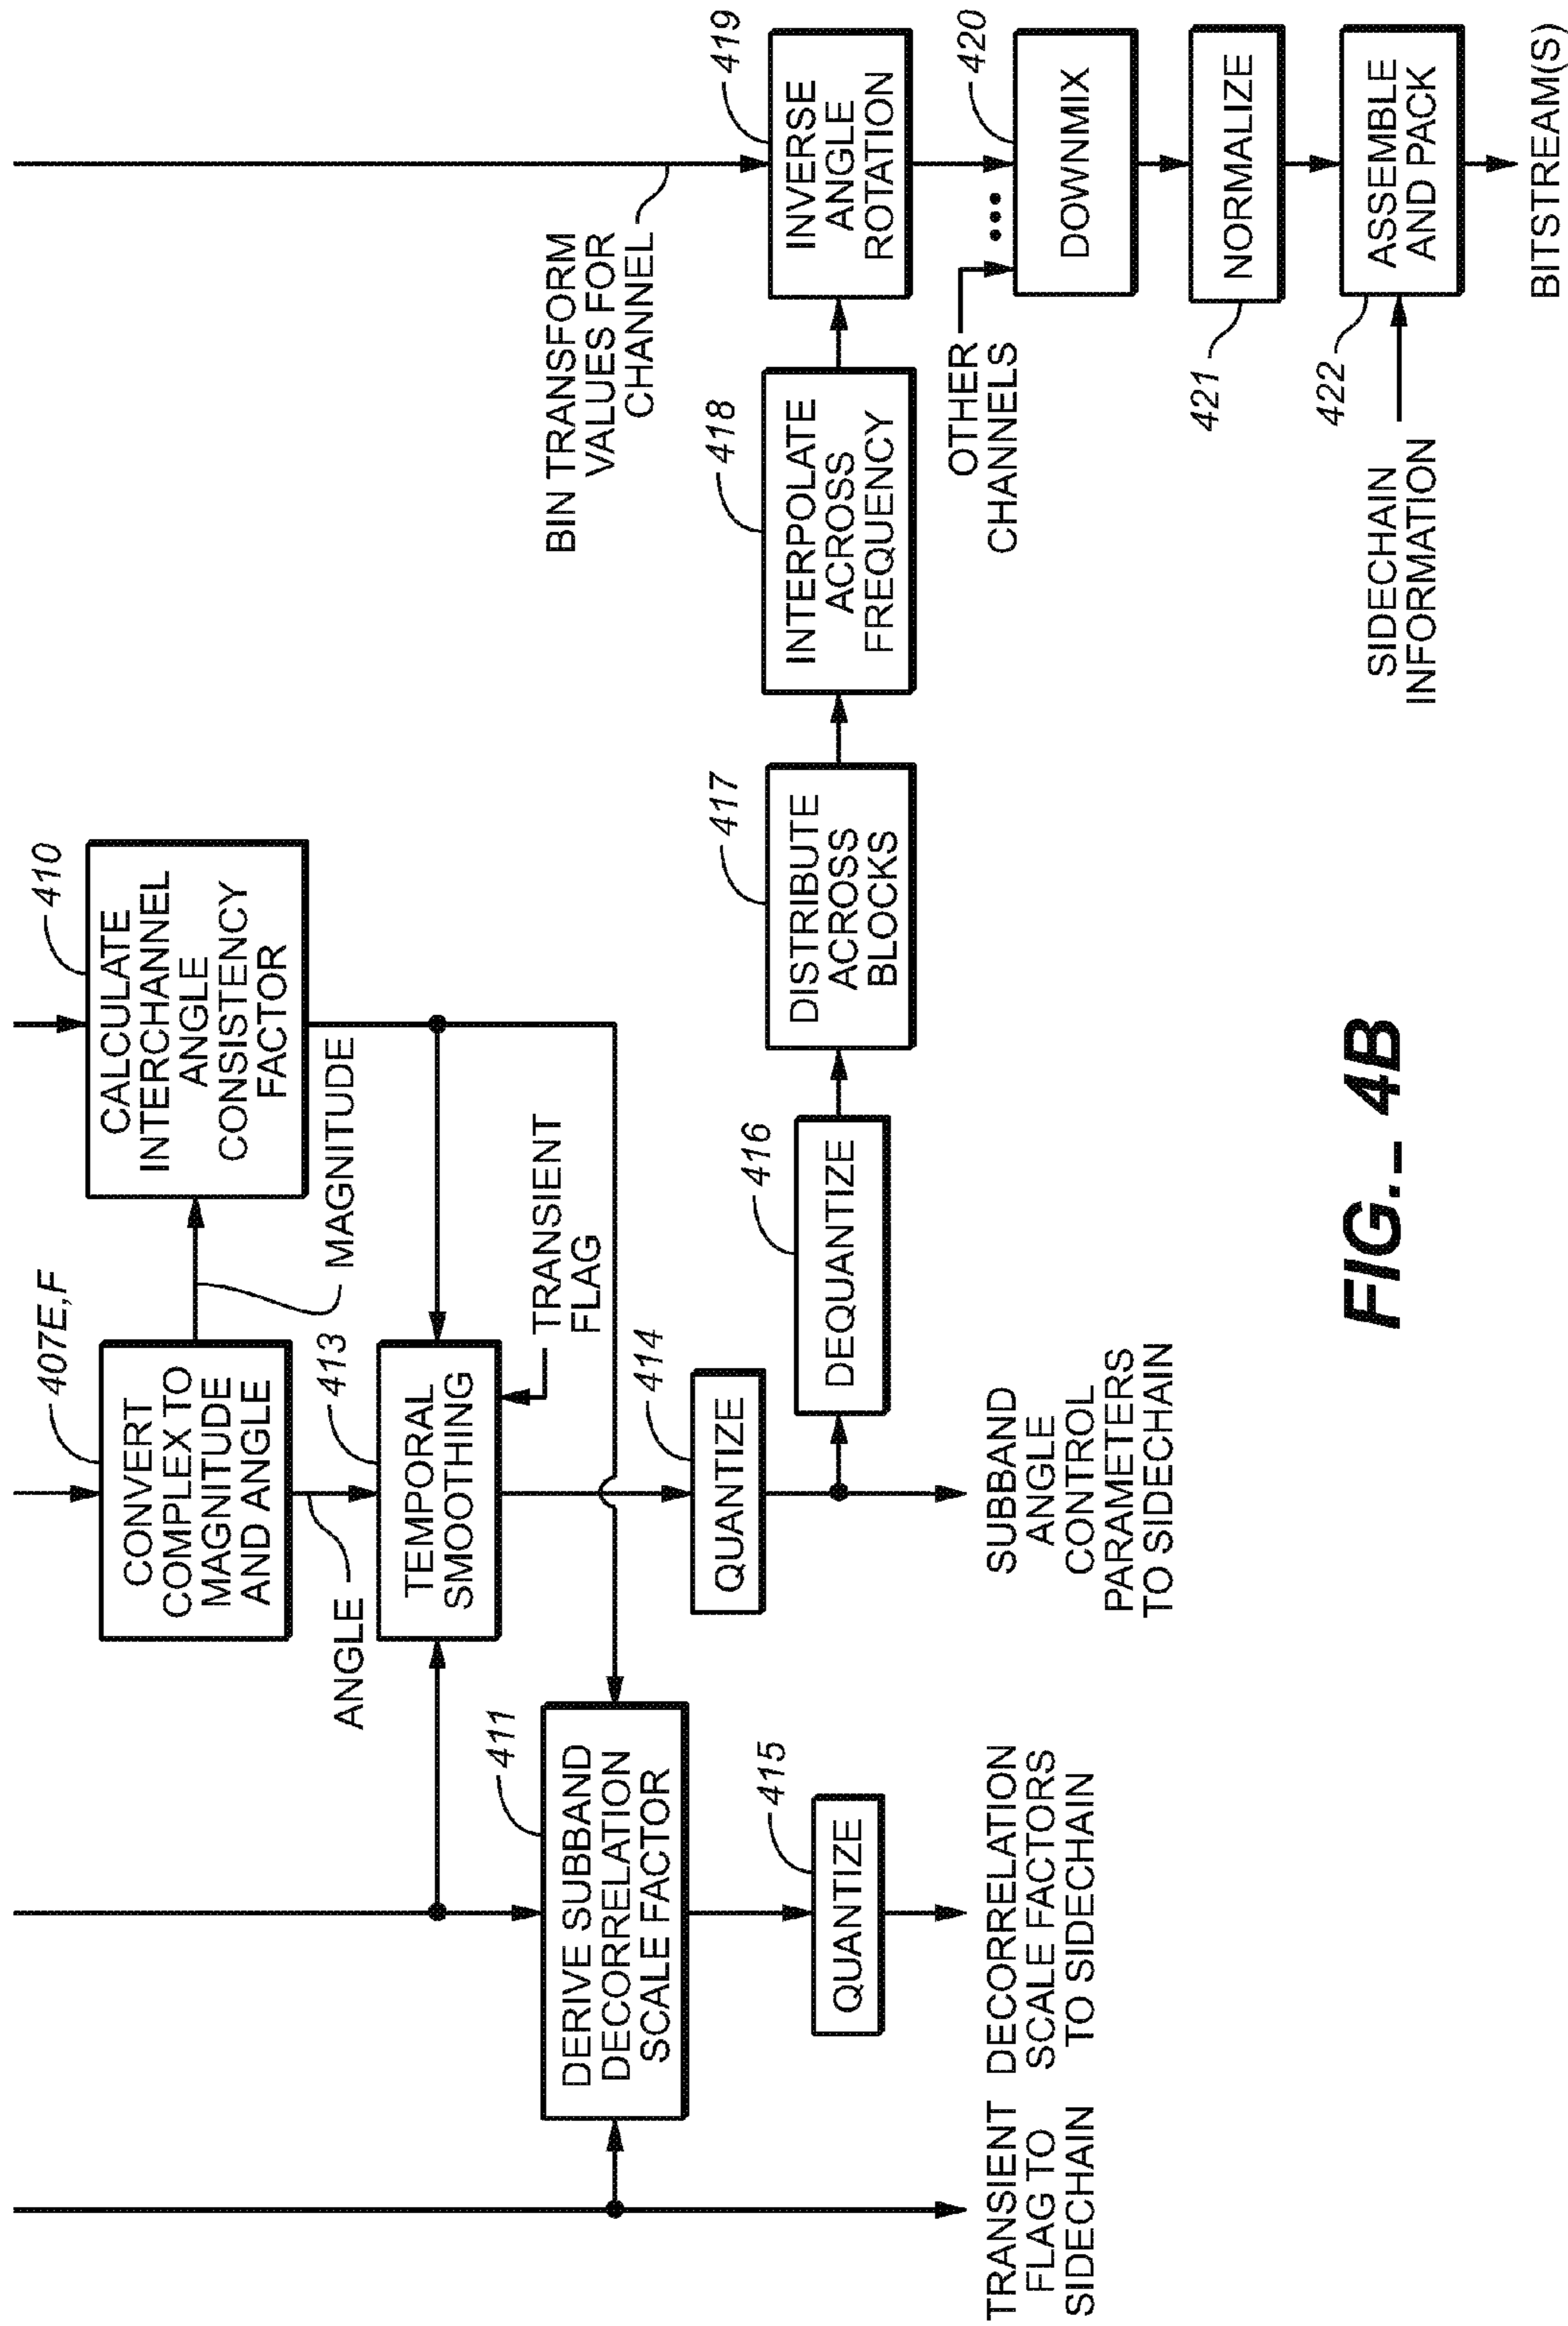 407E,F
CONVERT
COMPLEX TO
MAGNITUDE
AND ANGLE
410
CALCULATE
INTERCHANNEL
ANGLE
CONSISTENCY
FACTOR
MAGNITUDE
ANGLE
413
TEMPORAL
SMOOTHING
TRANSIENT
FLAG
411
DERIVE SUBBAND
DECORRELATION
SCALE FACTOR
414
QUANTIZE
415
QUANTIZE
416
DEQUANTIZE
417
DISTRIBUTE
ACROSS
BLOCKS
418
INTERPOLATE
ACROSS
FREQUENCY
BIN TRANSFORM
VALUES FOR
CHANNEL
419
INVERSE
ANGLE
ROTATION
OTHER
CHANNELS
420
DOWNMIX
421
NORMALIZE
422
ASSEMBLE
AND PACK
SIDECHAIN
INFORMATION
BITSTREAM(S)
TRANSIENT
FLAG TO
SIDECHAIN
DECORRELATION
SCALE FACTORS
TO SIDECHAIN
SUBBAND
ANGLE
CONTROL
PARAMETERS
TO SIDECHAIN
FIG._ 4B